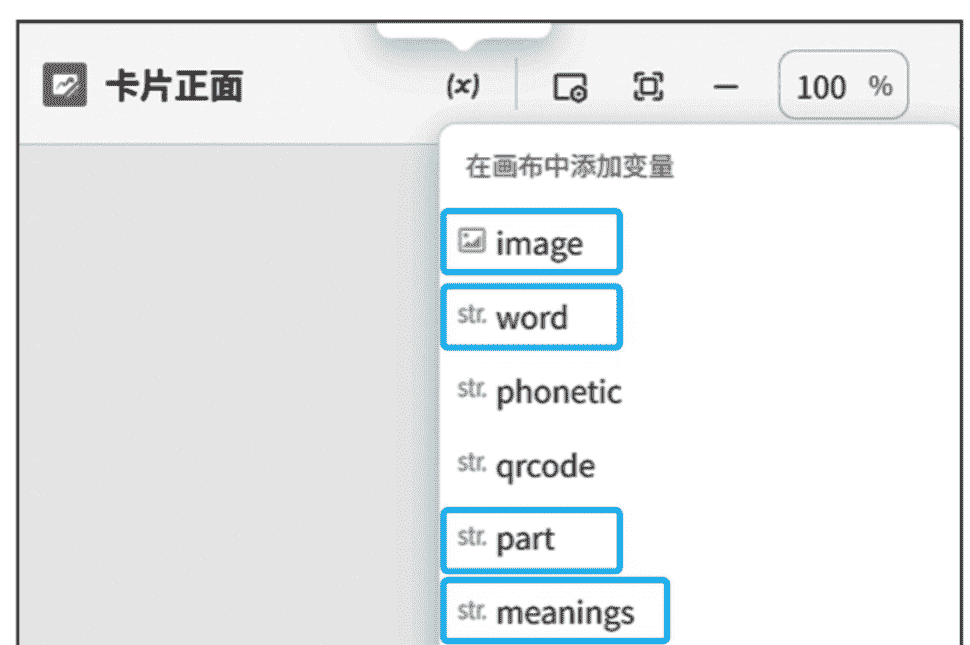 卡片正面
(x)
100 %
在画布中添加变量
image
str. word
str. phonetic
str. qrcode
str. part
str. meanings